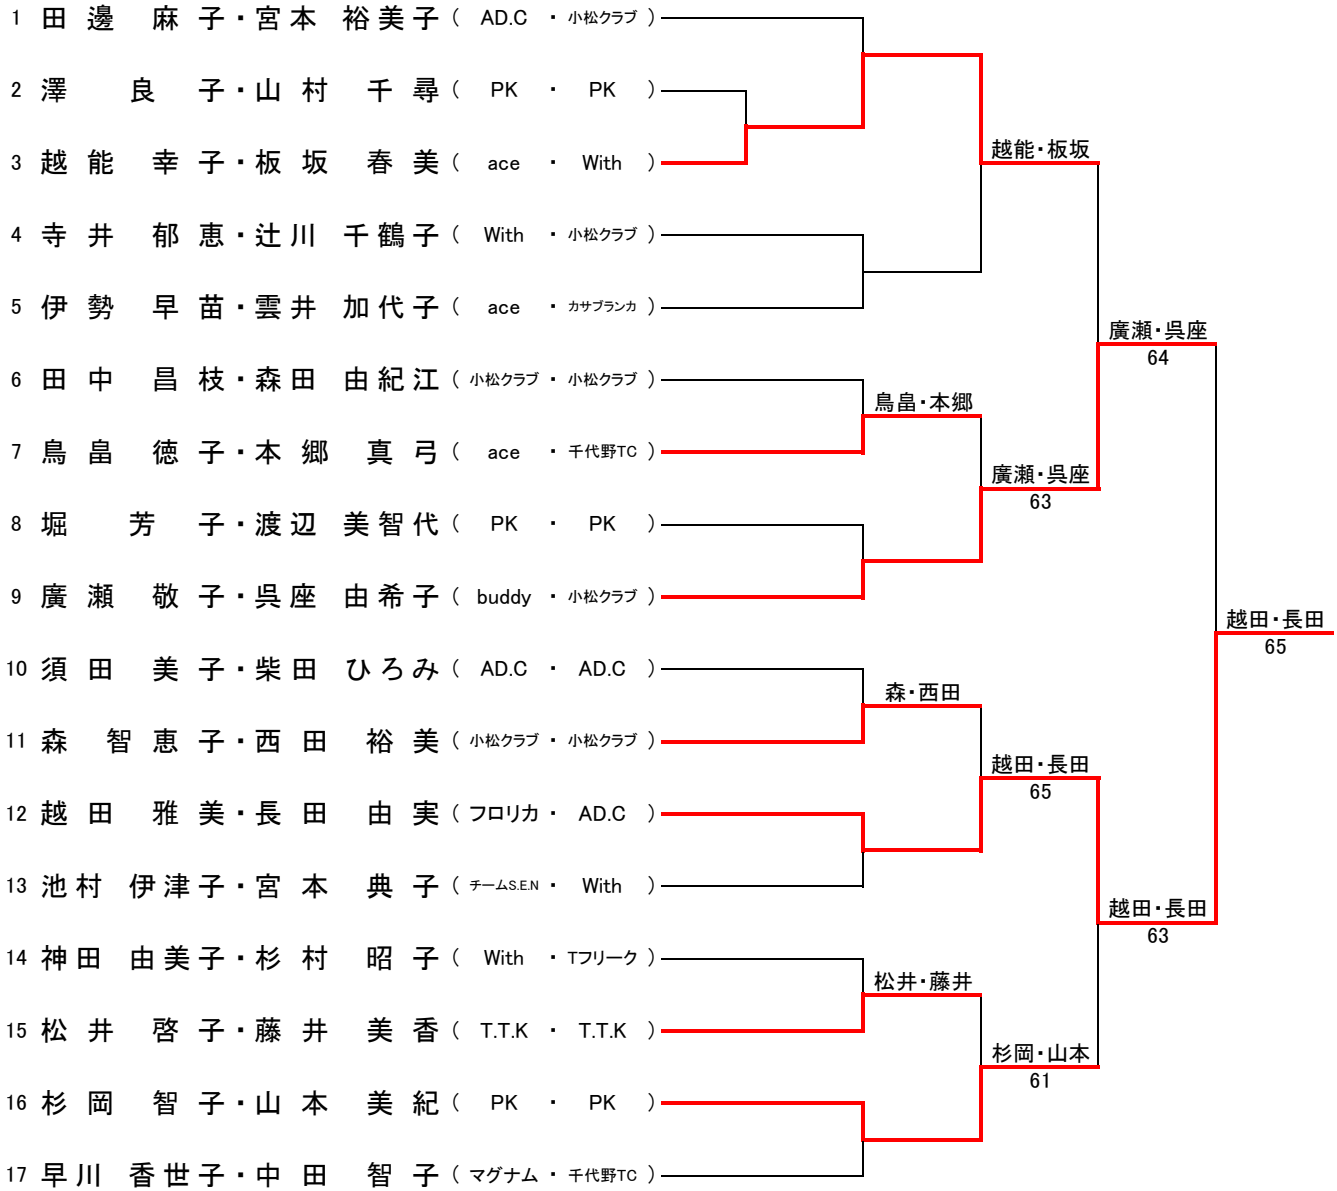 1 田邊 麻子・宮本 裕美子 ( AD.C ・ 小松クラブ )
2 澤 良子・山村 千尋 ( PK ・ PK )
越能・板坂
3 越能 幸子・板坂 春美 ( ace ・ With )
4 寺井 郁恵・辻川 千鶴子 ( With ・ 小松クラブ )
5 伊勢 早苗・雲井 加代子 ( ace ・ カサブランカ )
廣瀬・呉座
64
6 田中 昌枝・森田 由紀江 ( 小松クラブ ・ 小松クラブ )
鳥畠・本郷
7 鳥畠 徳子・本郷 真弓 ( ace ・ 千代野TC )
廣瀬・呉座
63
8 堀 芳子・渡辺 美智代 ( PK ・ PK )
9 廣瀬 敬子・呉座 由希子 ( buddy ・ 小松クラブ )
越田・長田
65
10 須田 美子・柴田 ひろみ ( AD.C ・ AD.C )
森・西田
11 森 智恵子・西田 裕美 ( 小松クラブ ・ 小松クラブ )
越田・長田
65
12 越田 雅美・長田 由実 ( フロリカ ・ AD.C )
13 池村 伊津子・宮本 典子 ( チームS.E.N ・ With )
越田・長田
63
14 神田 由美子・杉村 昭子 ( With ・ Tフリーク )
松井・藤井
15 松井 啓子・藤井 美香 ( T.T.K ・ T.T.K )
杉岡・山本
61
16 杉岡 智子・山本 美紀 ( PK ・ PK )
17 早川 香世子・中田 智子 ( マグナム ・ 千代野TC )